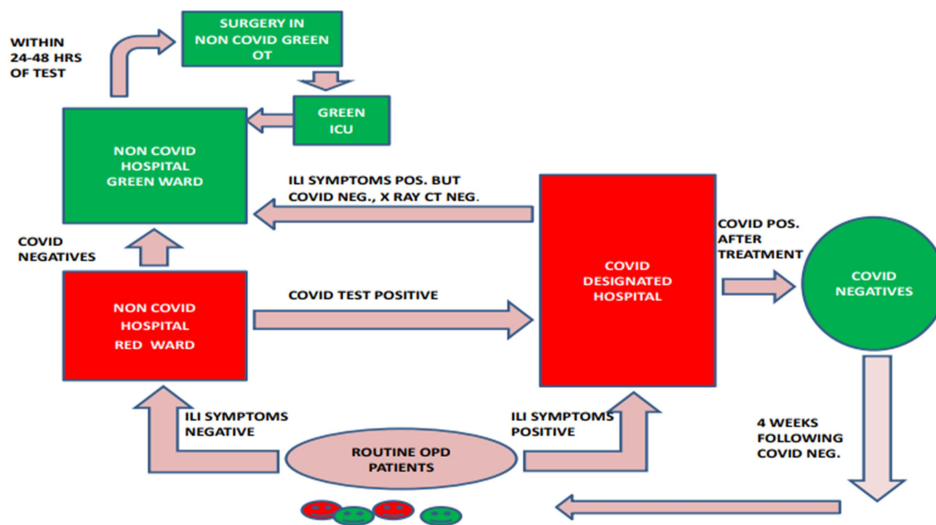 WITHIN
24-48 HRS
OF TEST
SURGERY IN
NON COVID GREEN
OT
GREEN
ICU
NON COVID
HOSPITAL
GREEN WARD
ILI SYMPTOMS POS. BUT
COVID NEG., X RAY CT NEG.
COVID
NEGATIVES
NON COVID
HOSPITAL
RED WARD
COVID TEST POSITIVE
COVID
DESIGNATED
HOSPITAL
COVID POS.
AFTER
TREATMENT
COVID
NEGATIVES
ILI SYMPTOMS
NEGATIVE
ROUTINE OPD
PATIENTS
ILI SYMPTOMS
POSITIVE
4 WEEKS
FOLLOWING
COVID NEG.